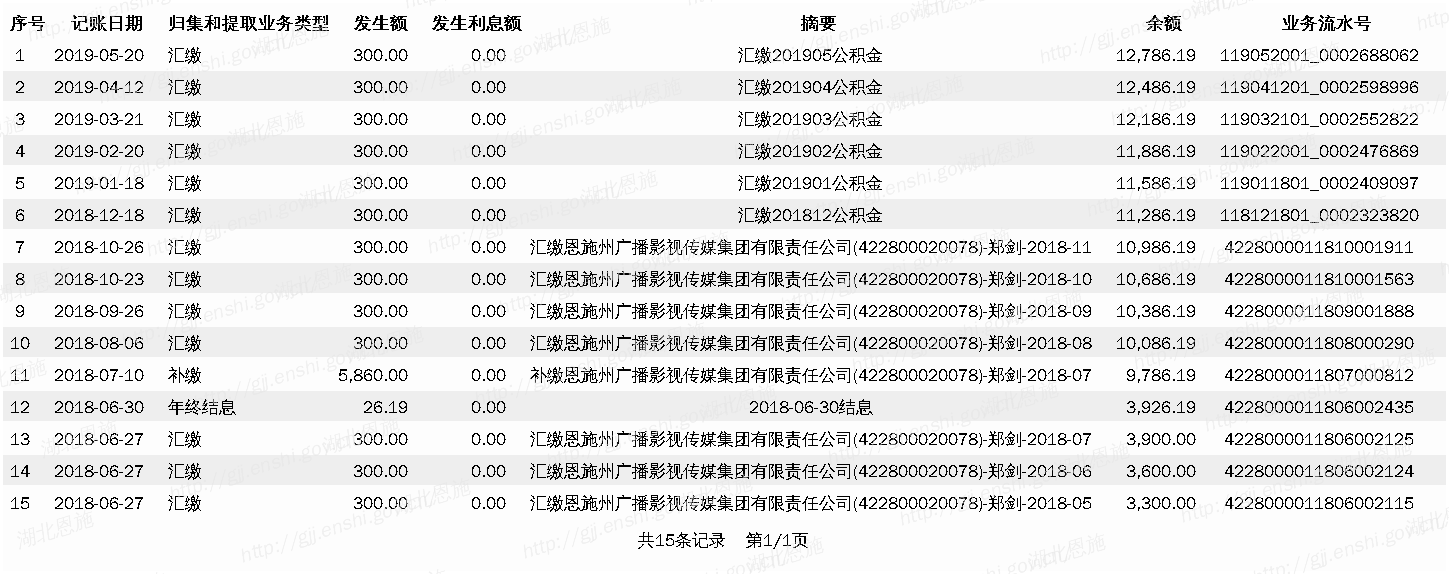 序号 记账日期 归集和提取业务类型 发生额 发生利息额 摘要 余额 业务流水号
1 2019-05-20 汇缴 300.00 0.00 汇缴201905公积金 12,786.19 119052001_0002688062
2 2019-04-12 汇缴 300.00 0.00 汇缴201904公积金 12,486.19 119041201_0002598996
3 2019-03-21 汇缴 300.00 0.00 汇缴201903公积金 12,186.19 119032101_0002552822
4 2019-02-20 汇缴 300.00 0.00 汇缴201902公积金 11,886.19 119022001_0002476869
5 2019-01-18 汇缴 300.00 0.00 汇缴201901公积金 11,586.19 119011801_0002409097
6 2018-12-18 汇缴 300.00 0.00 汇缴201812公积金 11,286.19 118121801_0002323820
7 2018-10-26 汇缴 300.00 0.00 汇缴恩施州广播影视传媒集团有限责任公司(422800020078)-郑剑-2018-11 10,986.19 4228000011810001911
8 2018-10-23 汇缴 300.00 0.00 汇缴恩施州广播影视传媒集团有限责任公司(422800020078)-郑剑-2018-10 10,686.19 4228000011810001563
9 2018-09-26 汇缴 300.00 0.00 汇缴恩施州广播影视传媒集团有限责任公司(422800020078)-郑剑-2018-09 10,386.19 4228000011809001888
10 2018-08-06 汇缴 300.00 0.00 汇缴恩施州广播影视传媒集团有限责任公司(422800020078)-郑剑-2018-08 10,086.19 4228000011808000290
11 2018-07-10 补缴 5,860.00 0.00 补缴恩施州广播影视传媒集团有限责任公司(422800020078)-郑剑-2018-07 9,786.19 4228000011807000812
12 2018-06-30 年终结息 26.19 0.00 2018-06-30结息 3,926.19 4228000011806002435
13 2018-06-27 汇缴 300.00 0.00 汇缴恩施州广播影视传媒集团有限责任公司(422800020078)-郑剑-2018-07 3,900.00 4228000011806002125
14 2018-06-27 汇缴 300.00 0.00 汇缴恩施州广播影视传媒集团有限责任公司(422800020078)-郑剑-2018-06 3,600.00 4228000011806002124
15 2018-06-27 汇缴 300.00 0.00 汇缴恩施州广播影视传媒集团有限责任公司(422800020078)-郑剑-2018-05 3,300.00 4228000011806002115
共15条记录 第1/1页